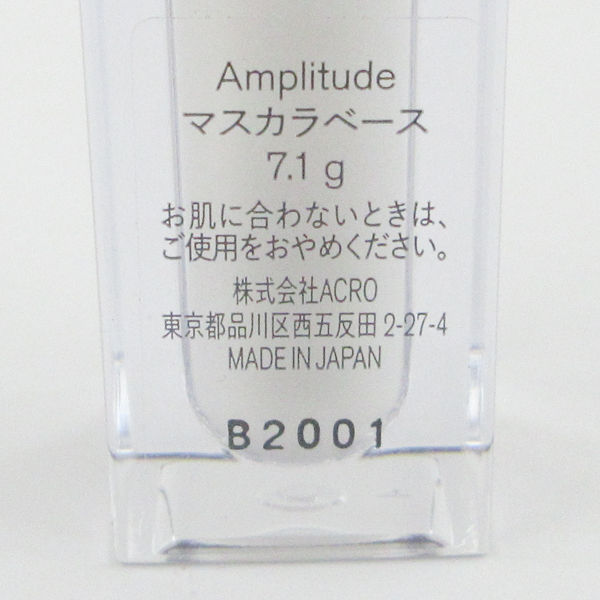 Amplitude
マスカラベース
7.1 g
お肌に合わないときは、
ご使用をおやめください。
株式会社ACRO
東京都品川区西五反田 2-27-4
MADE IN JAPAN
B2001